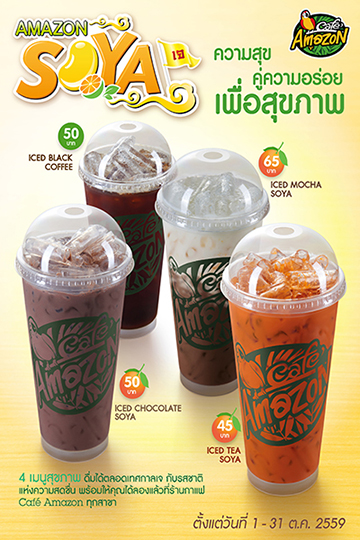 AMAZON
SOYA
เจ
Café
Amazon
ความสุข
คู่ความอร่อย
เพื่อสุขภาพ
50
บาท
ICED BLACK
COFFEE
65
บาท
ICED MOCHA
SOYA
Café
Amazon
Café
Amazon
50
บาท
ICED CHOCOLATE
SOYA
45
บาท
ICED TEA
SOYA
4 เมนูสุขภาพ ดื่มได้ตลอดเทศกาลเจ กับรสชาติ
แห่งความสดชื่น พร้อมให้คุณได้ลองแล้วที่ร้านกาแฟ
Café Amazon ทุกสาขา
ตั้งแต่วันที่ 1 - 31 ต.ค. 2559